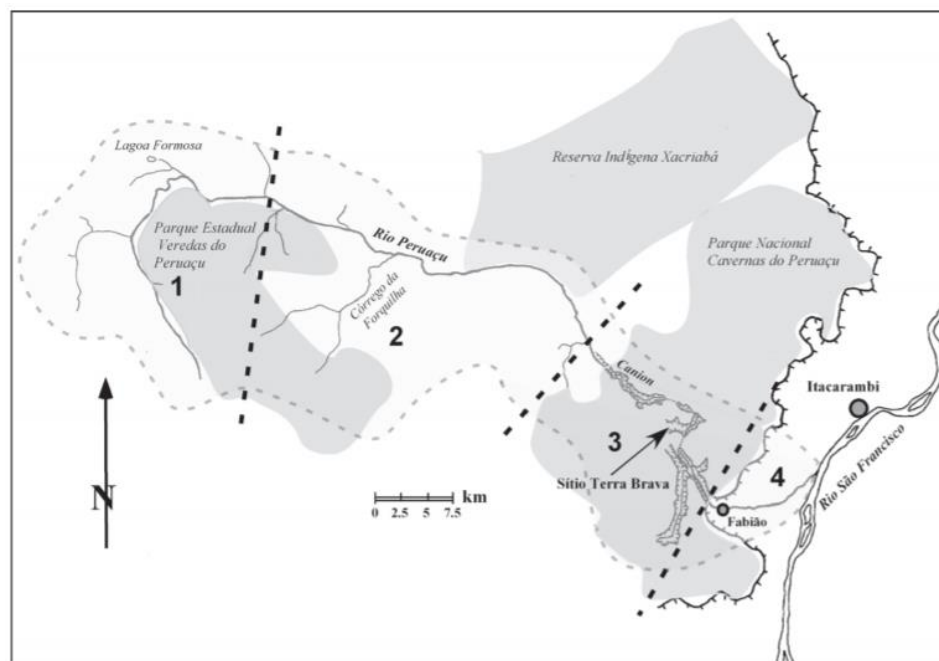 Lagoa Formosa
Reserva Indígena Xacriabá
Parque Estadual
Veredas do
Peruaçu
Rio Peruaçu
Parque Nacional
Cavernas do Peruaçu
1
Córrego da
Forquilha
2
Canion
Itacarambi
3
Sítio Terra Brava
4
Rio São Francisco
Fabião
N
km
0 2.5 5 7.5